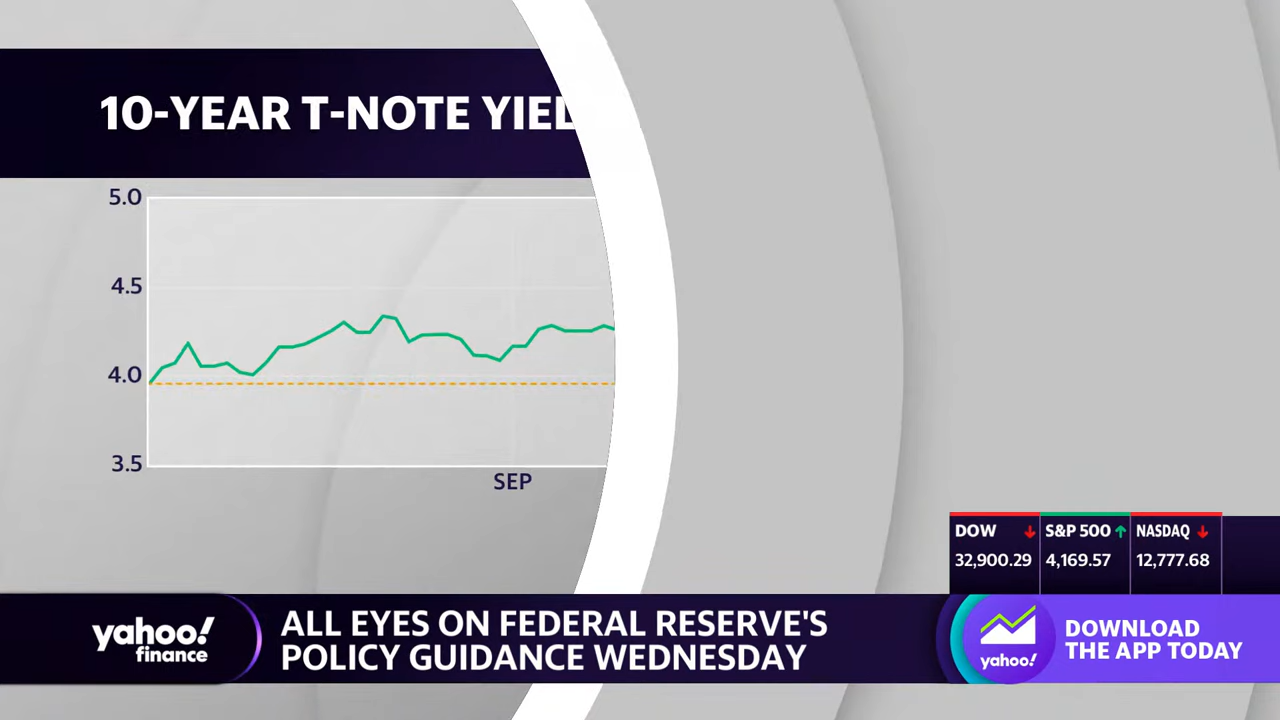 10-YEAR T-NOTE YIEL
5.0
4.5
4.0
3.5
SEP
DOW
32,900.29
S&P 500
4,169.57
NASDAQ
12,777.68
yahoo!
finance
ALL EYES ON FEDERAL RESERVE'S
POLICY GUIDANCE WEDNESDAY
yahoo!
DOWNLOAD
THE APP TODAY